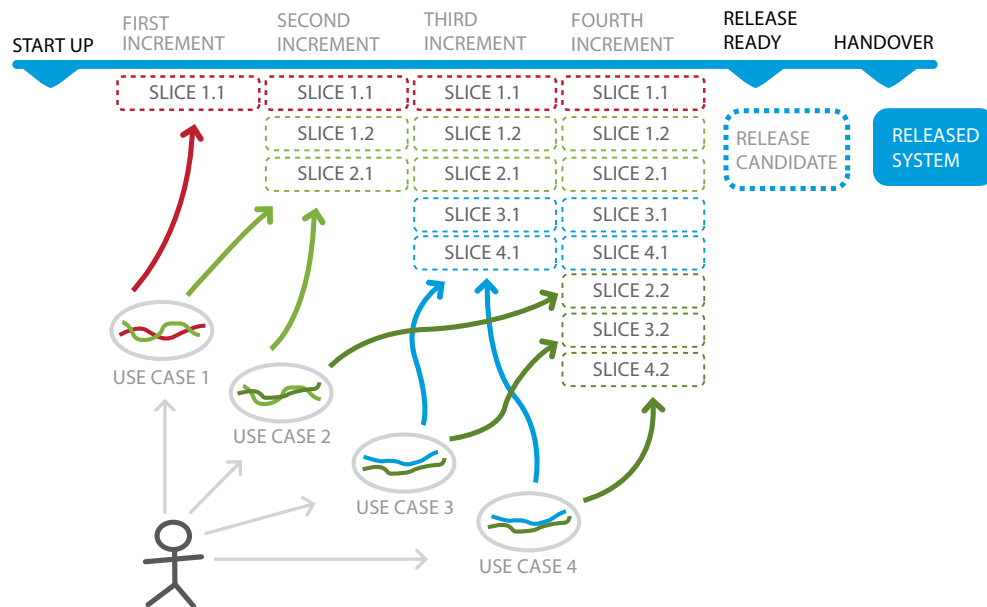 START UP
FIRST
INCREMENT
SECOND
INCREMENT
THIRD
INCREMENT
FOURTH
INCREMENT
RELEASE
READY
HANDOVER
SLICE 1.1
SLICE 1.1
SLICE 1.1
SLICE 1.1
SLICE 1.2
SLICE 1.2
SLICE 1.2
SLICE 2.1
SLICE 2.1
SLICE 2.1
SLICE 3.1
SLICE 3.1
SLICE 4.1
SLICE 4.1
SLICE 2.2
SLICE 3.2
SLICE 4.2
RELEASE
CANDIDATE
RELEASED
SYSTEM
USE CASE 1
USE CASE 2
USE CASE 3
USE CASE 4